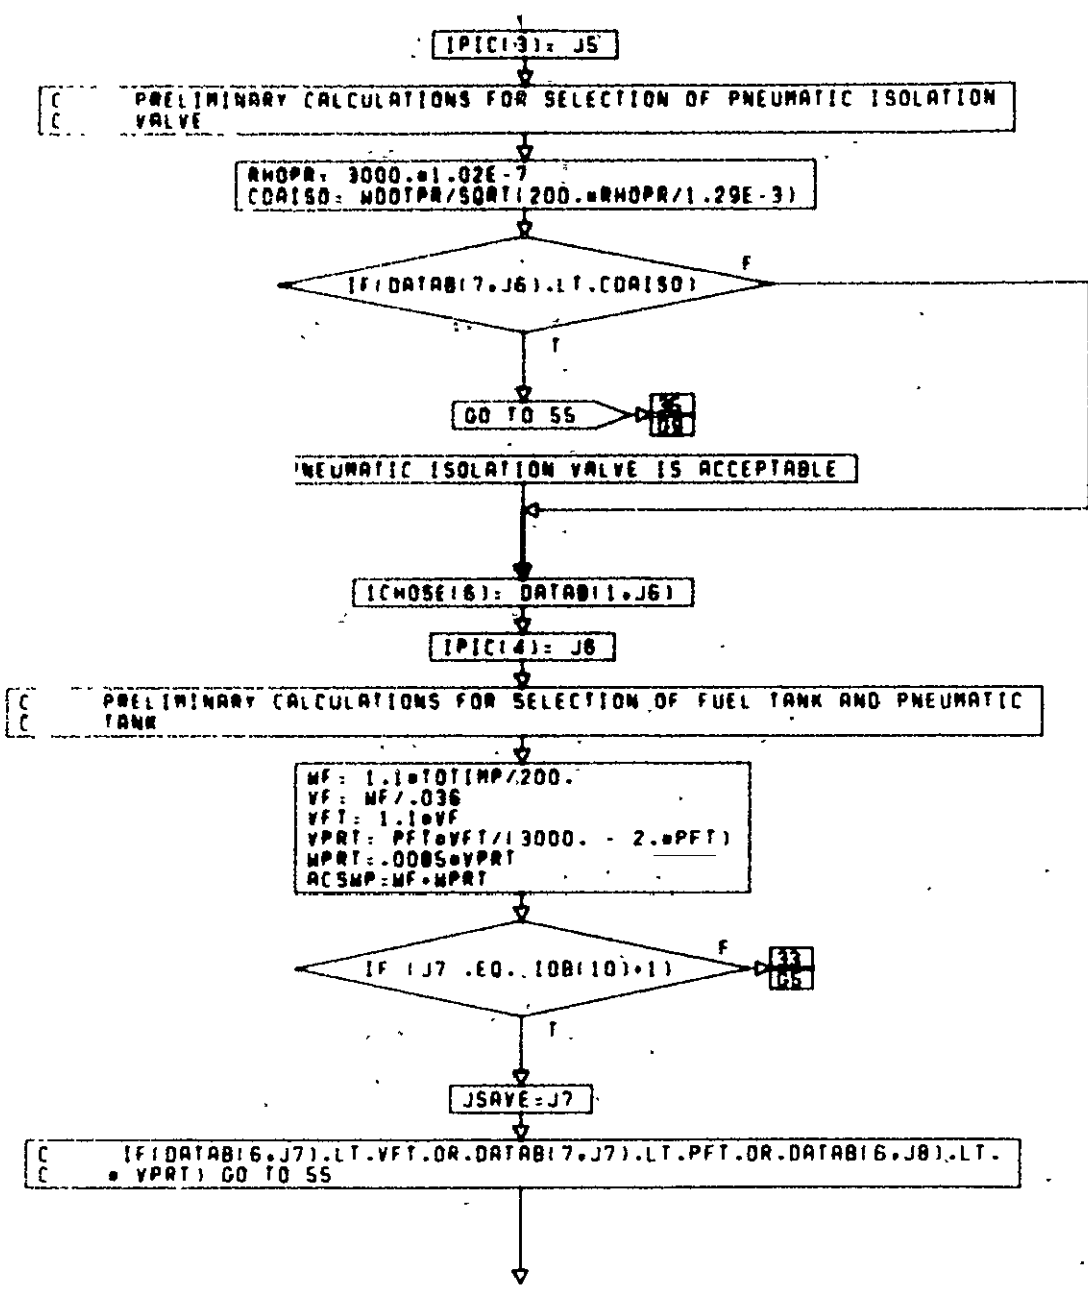 IPIC(3)= J5
C PRELIMINARY CALCULATIONS FOR SELECTION OF PNEUMATIC ISOLATION
C VALVE
RHOPR= 3000.*1.02E-7
CDAISO= WDOTPR/SQRT(200.*RHOPR/1.29E-3)
IF(DATAB(7,J6).LT.CDAISO)
F
T
GO TO 55
PNEUMATIC ISOLATION VALVE IS ACCEPTABLE
ICHOSE(6)= DATAB(1,J6)
IPIC(4)= J6
C PRELIMINARY CALCULATIONS FOR SELECTION OF FUEL TANK AND PNEUMATIC
C TANK
WF= 1.1*TOTIMP/200.
VF= WF/.036
VFT= 1.1*VF
VPRT= PFT*VFT/(3000. - 2.*PFT)
WPRT=.0085*VPRT
ACSWP=WF+WPRT
IF (J7 .EQ. IOB(10)+1)
F
33
G5
T
JSAVE=J7
C IF(DATAB(6,J7).LT.VFT.OR.DATAB(7,J7).LT.PFT.OR.DATAB(6,J8).LT.
C * VPRT) GO TO 55